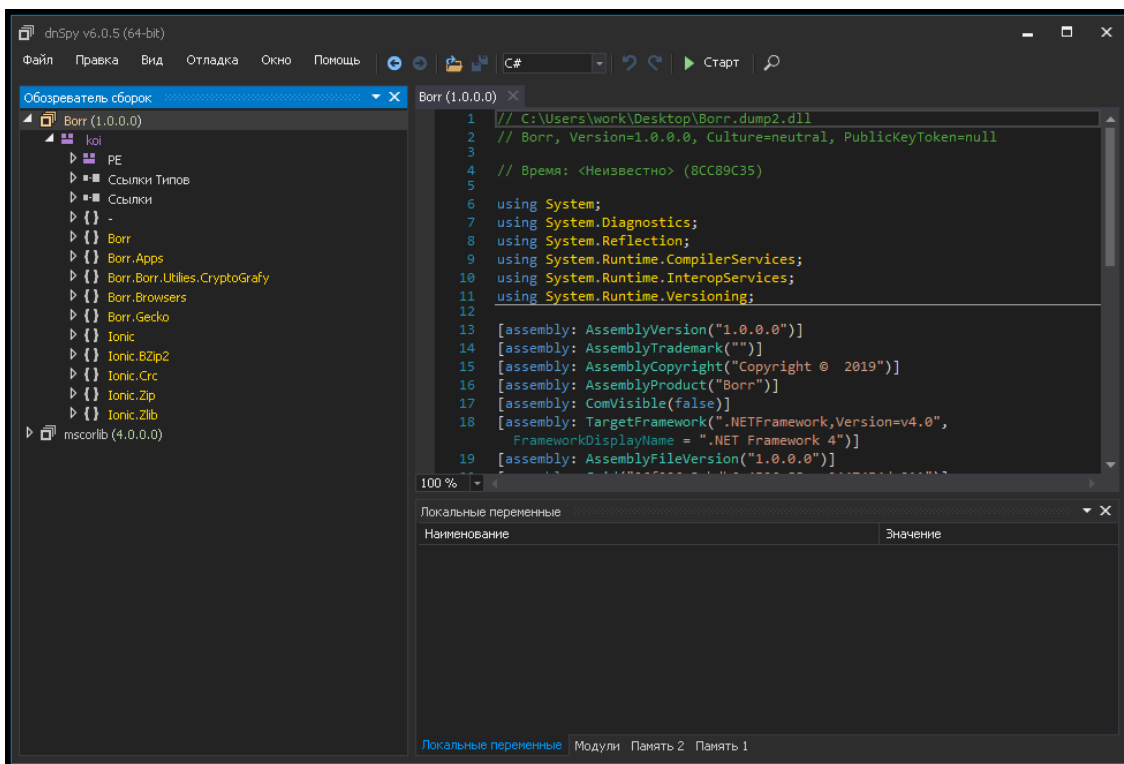 dnSpy v6.0.5 (64-bit)
Файл Правка Вид Отладка Окно Помощь C# Старт
Обозреватель сборок
Borr (1.0.0.0)
koi
PE
Ссылки Типов
Ссылки
{ } -
{ } Borr
{ } Borr.Apps
{ } Borr.Borr.Utilies.CryptoGrafy
{ } Borr.Browsers
{ } Borr.Gecko
{ } Ionic
{ } Ionic.BZip2
{ } Ionic.Crc
{ } Ionic.Zip
{ } Ionic.Zlib
mscorlib (4.0.0.0)
Borr (1.0.0.0)
1 // C:\Users\work\Desktop\Borr.dump2.dll
2 // Borr, Version=1.0.0.0, Culture=neutral, PublicKeyToken=null
3
4 // Время: <Неизвестно> (8CC89C35)
5
6 using System;
7 using System.Diagnostics;
8 using System.Reflection;
9 using System.Runtime.CompilerServices;
10 using System.Runtime.InteropServices;
11 using System.Runtime.Versioning;
12
13 [assembly: AssemblyVersion("1.0.0.0")]
14 [assembly: AssemblyTrademark("")]
15 [assembly: AssemblyCopyright("Copyright © 2019")]
16 [assembly: AssemblyProduct("Borr")]
17 [assembly: ComVisible(false)]
18 [assembly: TargetFramework(".NETFramework,Version=v4.0",
FrameworkDisplayName = ".NET Framework 4")]
19 [assembly: AssemblyFileVersion("1.0.0.0")]
100 %
Локальные переменные
Наименование Значение
Локальные переменные Модули Память 2 Память 1